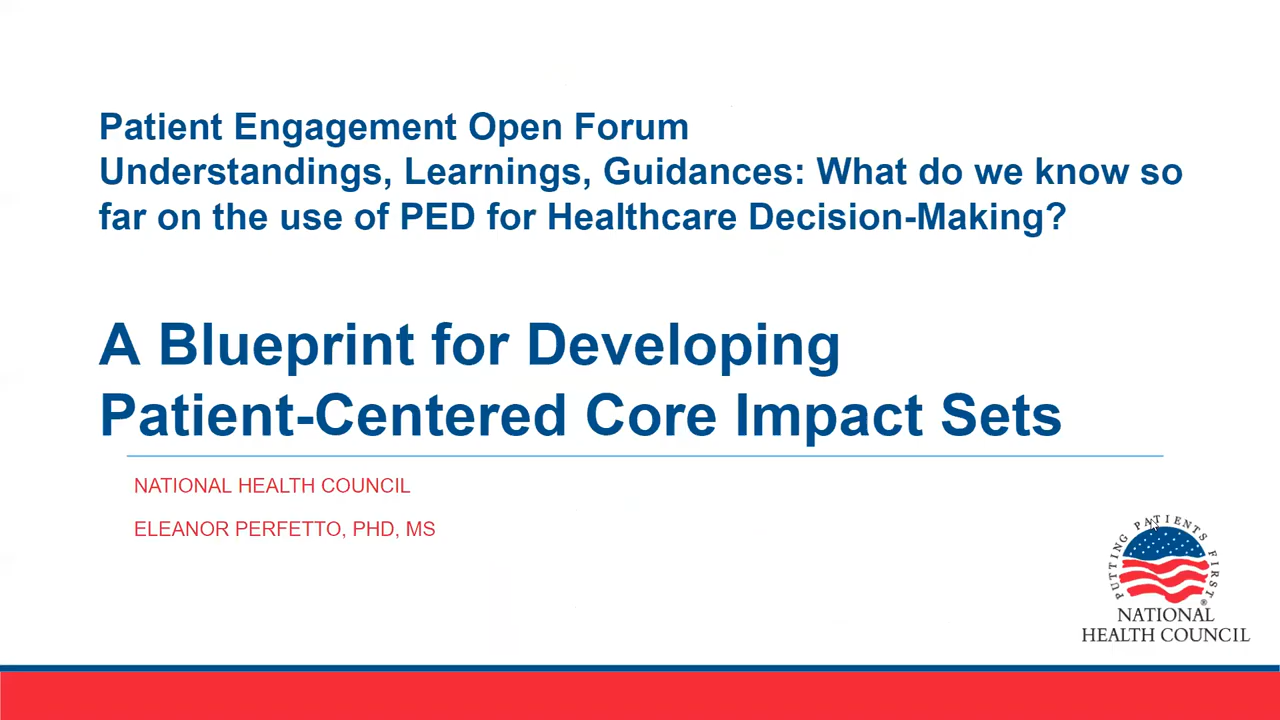 Patient Engagement Open Forum
Understandings, Learnings, Guidances: What do we know so
far on the use of PED for Healthcare Decision-Making?
A Blueprint for Developing
Patient-Centered Core Impact Sets
NATIONAL HEALTH COUNCIL
ELEANOR PERFETTO, PHD, MS
PUTTING PATIENTS FIRST
®
NATIONAL
HEALTH COUNCIL